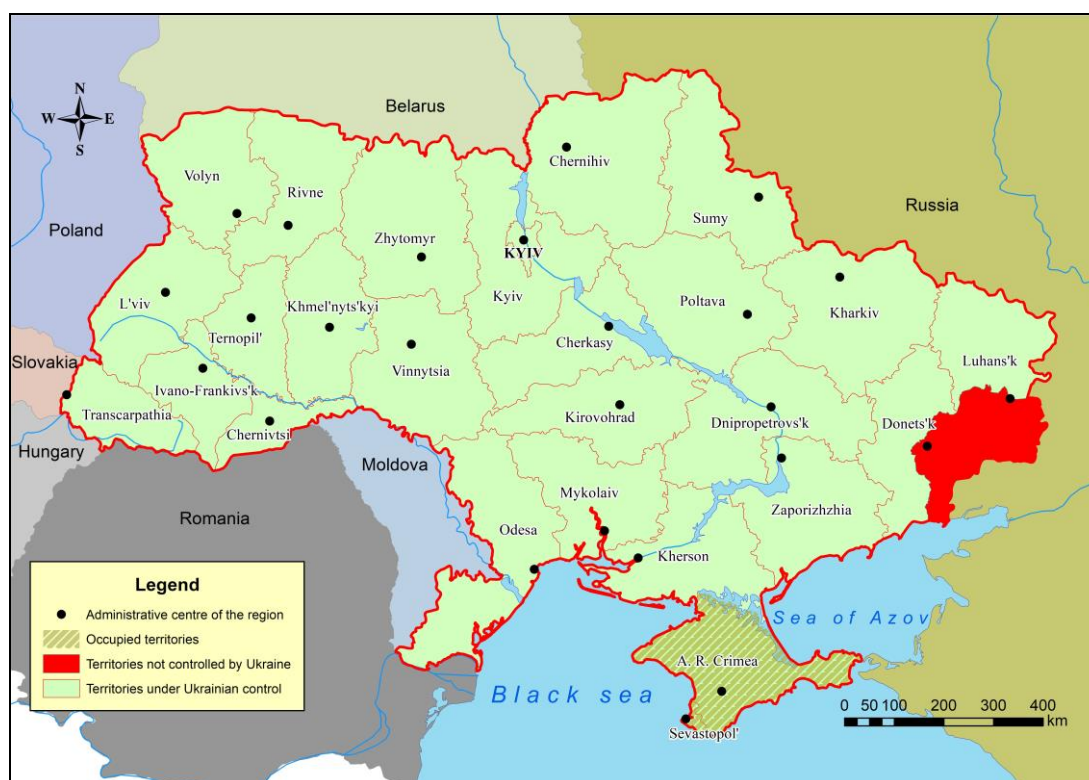 N
W E
S
Belarus
Chernihiv
Volyn
Rivne
Sumy
Russia
Poland
Zhytomyr
KYIV
Kyiv
L'viv
Khmel'nyts'kyi
Poltava
Kharkiv
Ternopil'
Cherkasy
Slovakia
Luhans'k
Vinnytsia
Ivano-Frankivs'k
Transcarpathia
Kirovohrad
Dnipropetrovs'k
Donets'k
Chernivtsi
Hungary
Moldova
Mykolaiv
Romania
Zaporizhzhia
Odesa
Kherson
Legend
Administrative centre of the region
Occupied territories
Territories not controlled by Ukraine
Territories under Ukrainian control
Sea of Azov
A. R. Crimea
Black sea
Sevastopol'
0 50 100 200 300 400
km